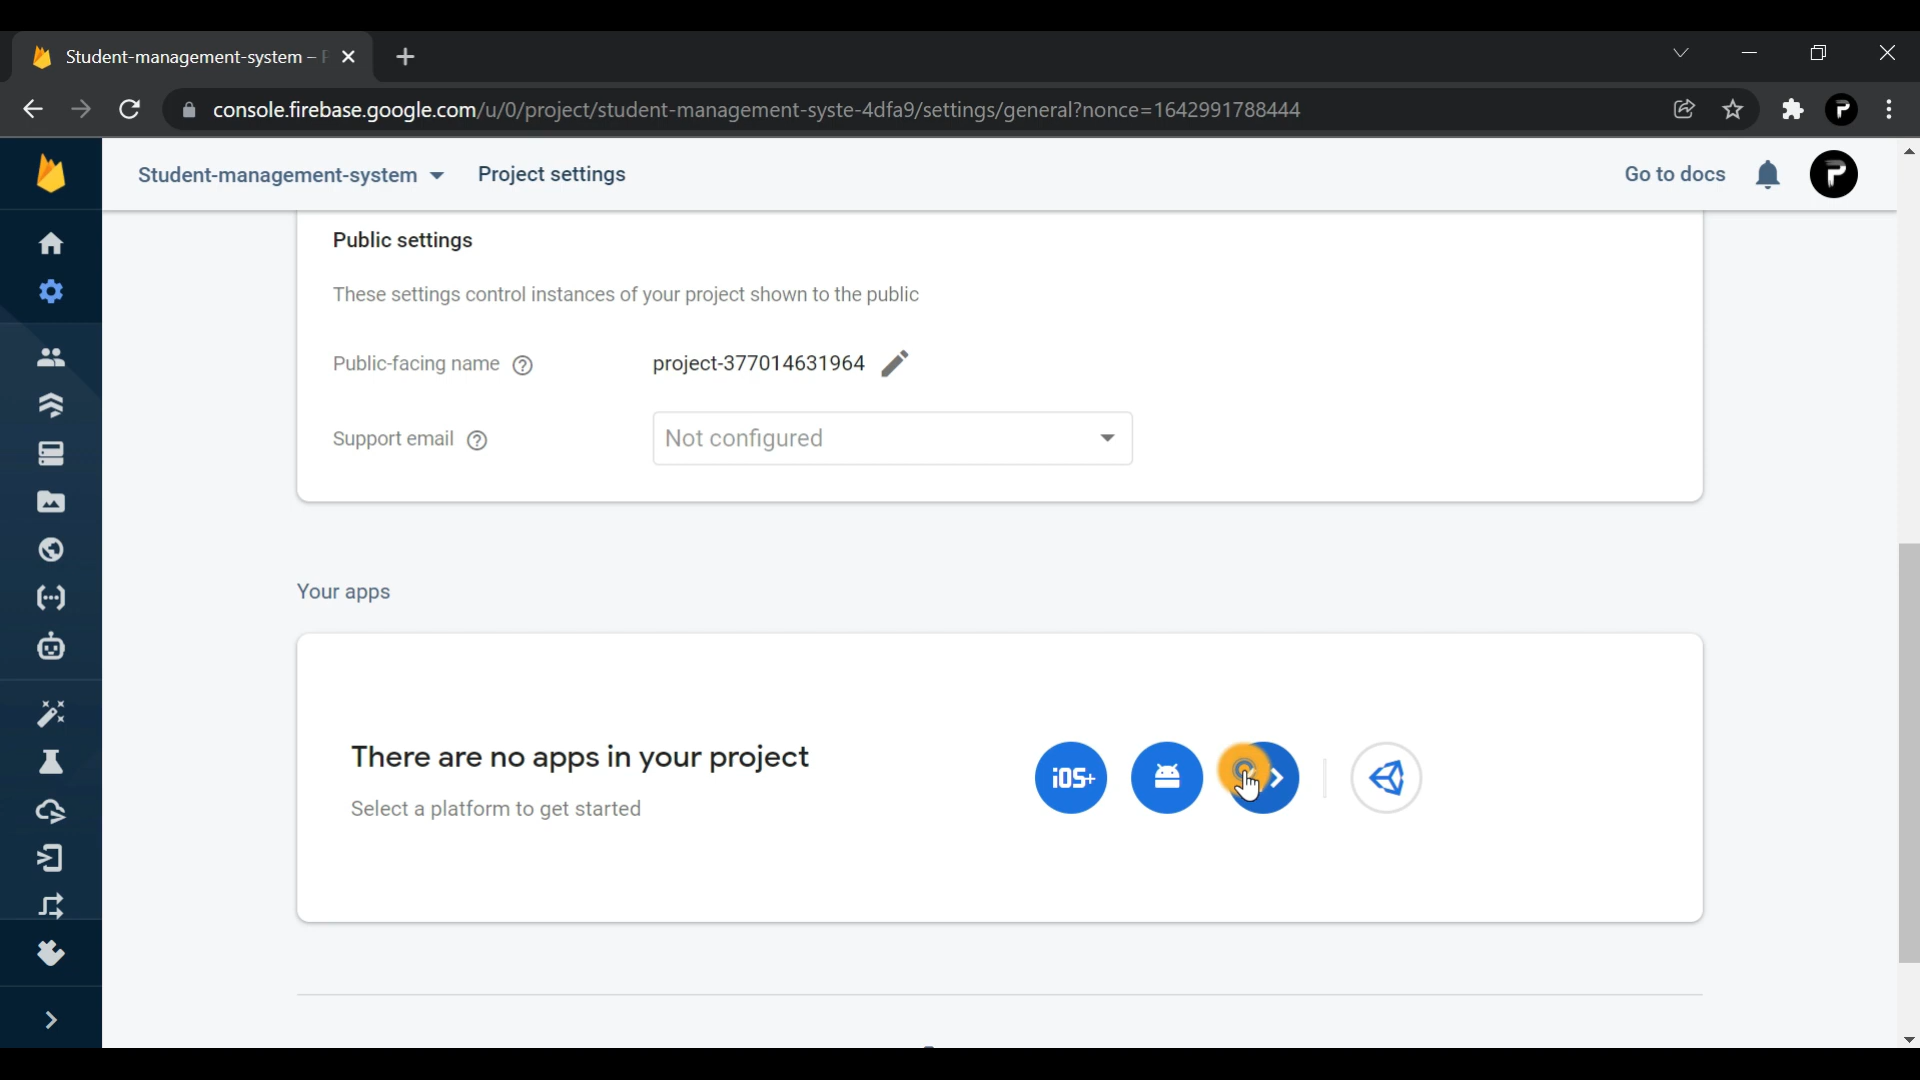 Student-management-system –
console.firebase.google.com/u/0/project/student-management-syste-4dfa9/settings/general?nonce=1642991788444
Student-management-system Project settings Go to docs
Public settings
These settings control instances of your project shown to the public
Public-facing name project-377014631964
Support email Not configured
Your apps
There are no apps in your project
Select a platform to get started
iOS+